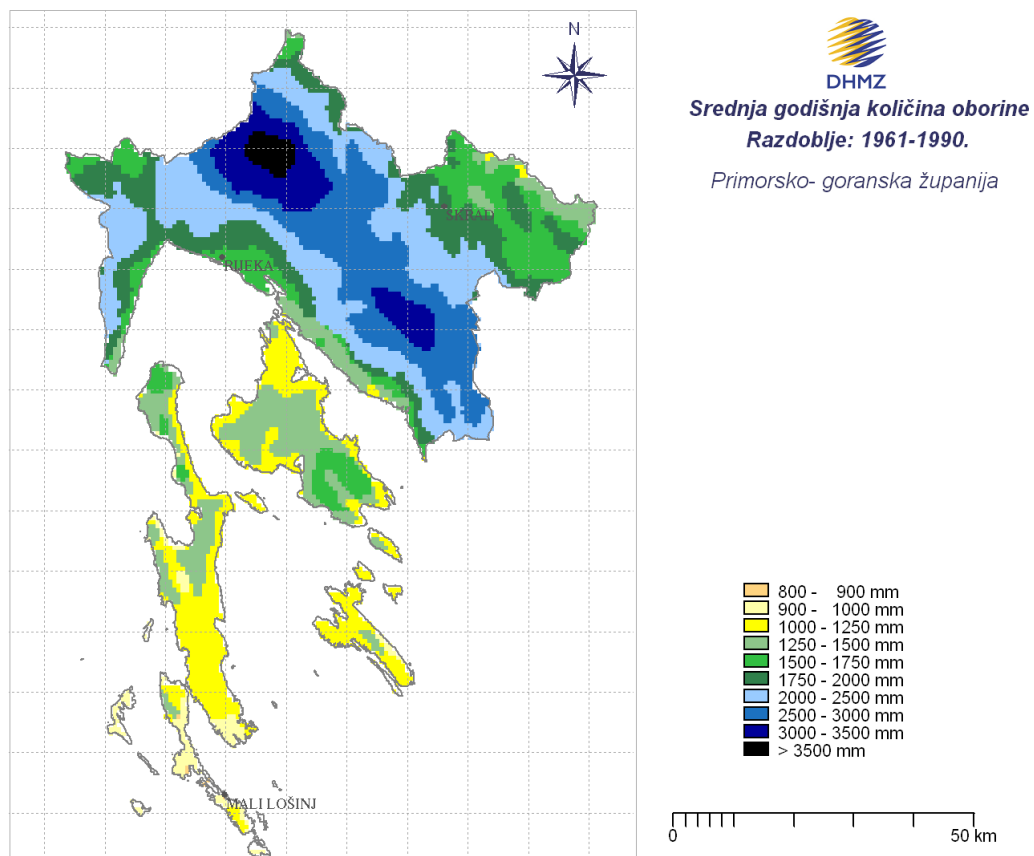 N
DHMZ
Srednja godišnja količina oborine
Razdoblje: 1961-1990.
Primorsko- goranska županija
ŠKRAD
RIJEKA
MALI LOŠINJ
800 - 900 mm
900 - 1000 mm
1000 - 1250 mm
1250 - 1500 mm
1500 - 1750 mm
1750 - 2000 mm
2000 - 2500 mm
2500 - 3000 mm
3000 - 3500 mm
> 3500 mm
0 50 km